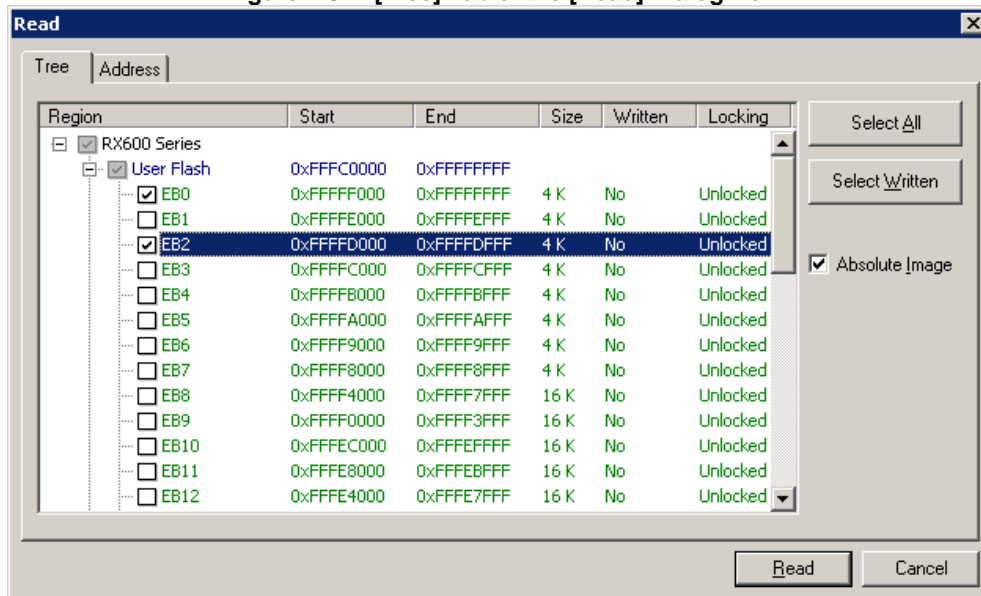 Read
Tree Address
Region Start End Size Written Locking
RX600 Series
User Flash 0xFFFC0000 0xFFFFFFFF
EB0 0xFFFFF000 0xFFFFFFFF 4 K No Unlocked
EB1 0xFFFFE000 0xFFFFEFFF 4 K No Unlocked
EB2 0xFFFFD000 0xFFFFDFFF 4 K No Unlocked
EB3 0xFFFFC000 0xFFFFCFFF 4 K No Unlocked
EB4 0xFFFFB000 0xFFFFBFFF 4 K No Unlocked
EB5 0xFFFFA000 0xFFFFAFFF 4 K No Unlocked
EB6 0xFFFF9000 0xFFFF9FFF 4 K No Unlocked
EB7 0xFFFF8000 0xFFFF8FFF 4 K No Unlocked
EB8 0xFFFF4000 0xFFFF7FFF 16 K No Unlocked
EB9 0xFFFF0000 0xFFFF3FFF 16 K No Unlocked
EB10 0xFFFEC000 0xFFFEFFFF 16 K No Unlocked
EB11 0xFFFE8000 0xFFFEBFFF 16 K No Unlocked
EB12 0xFFFE4000 0xFFFE7FFF 16 K No Unlocked
Select All
Select Written
Absolute Image
Read Cancel